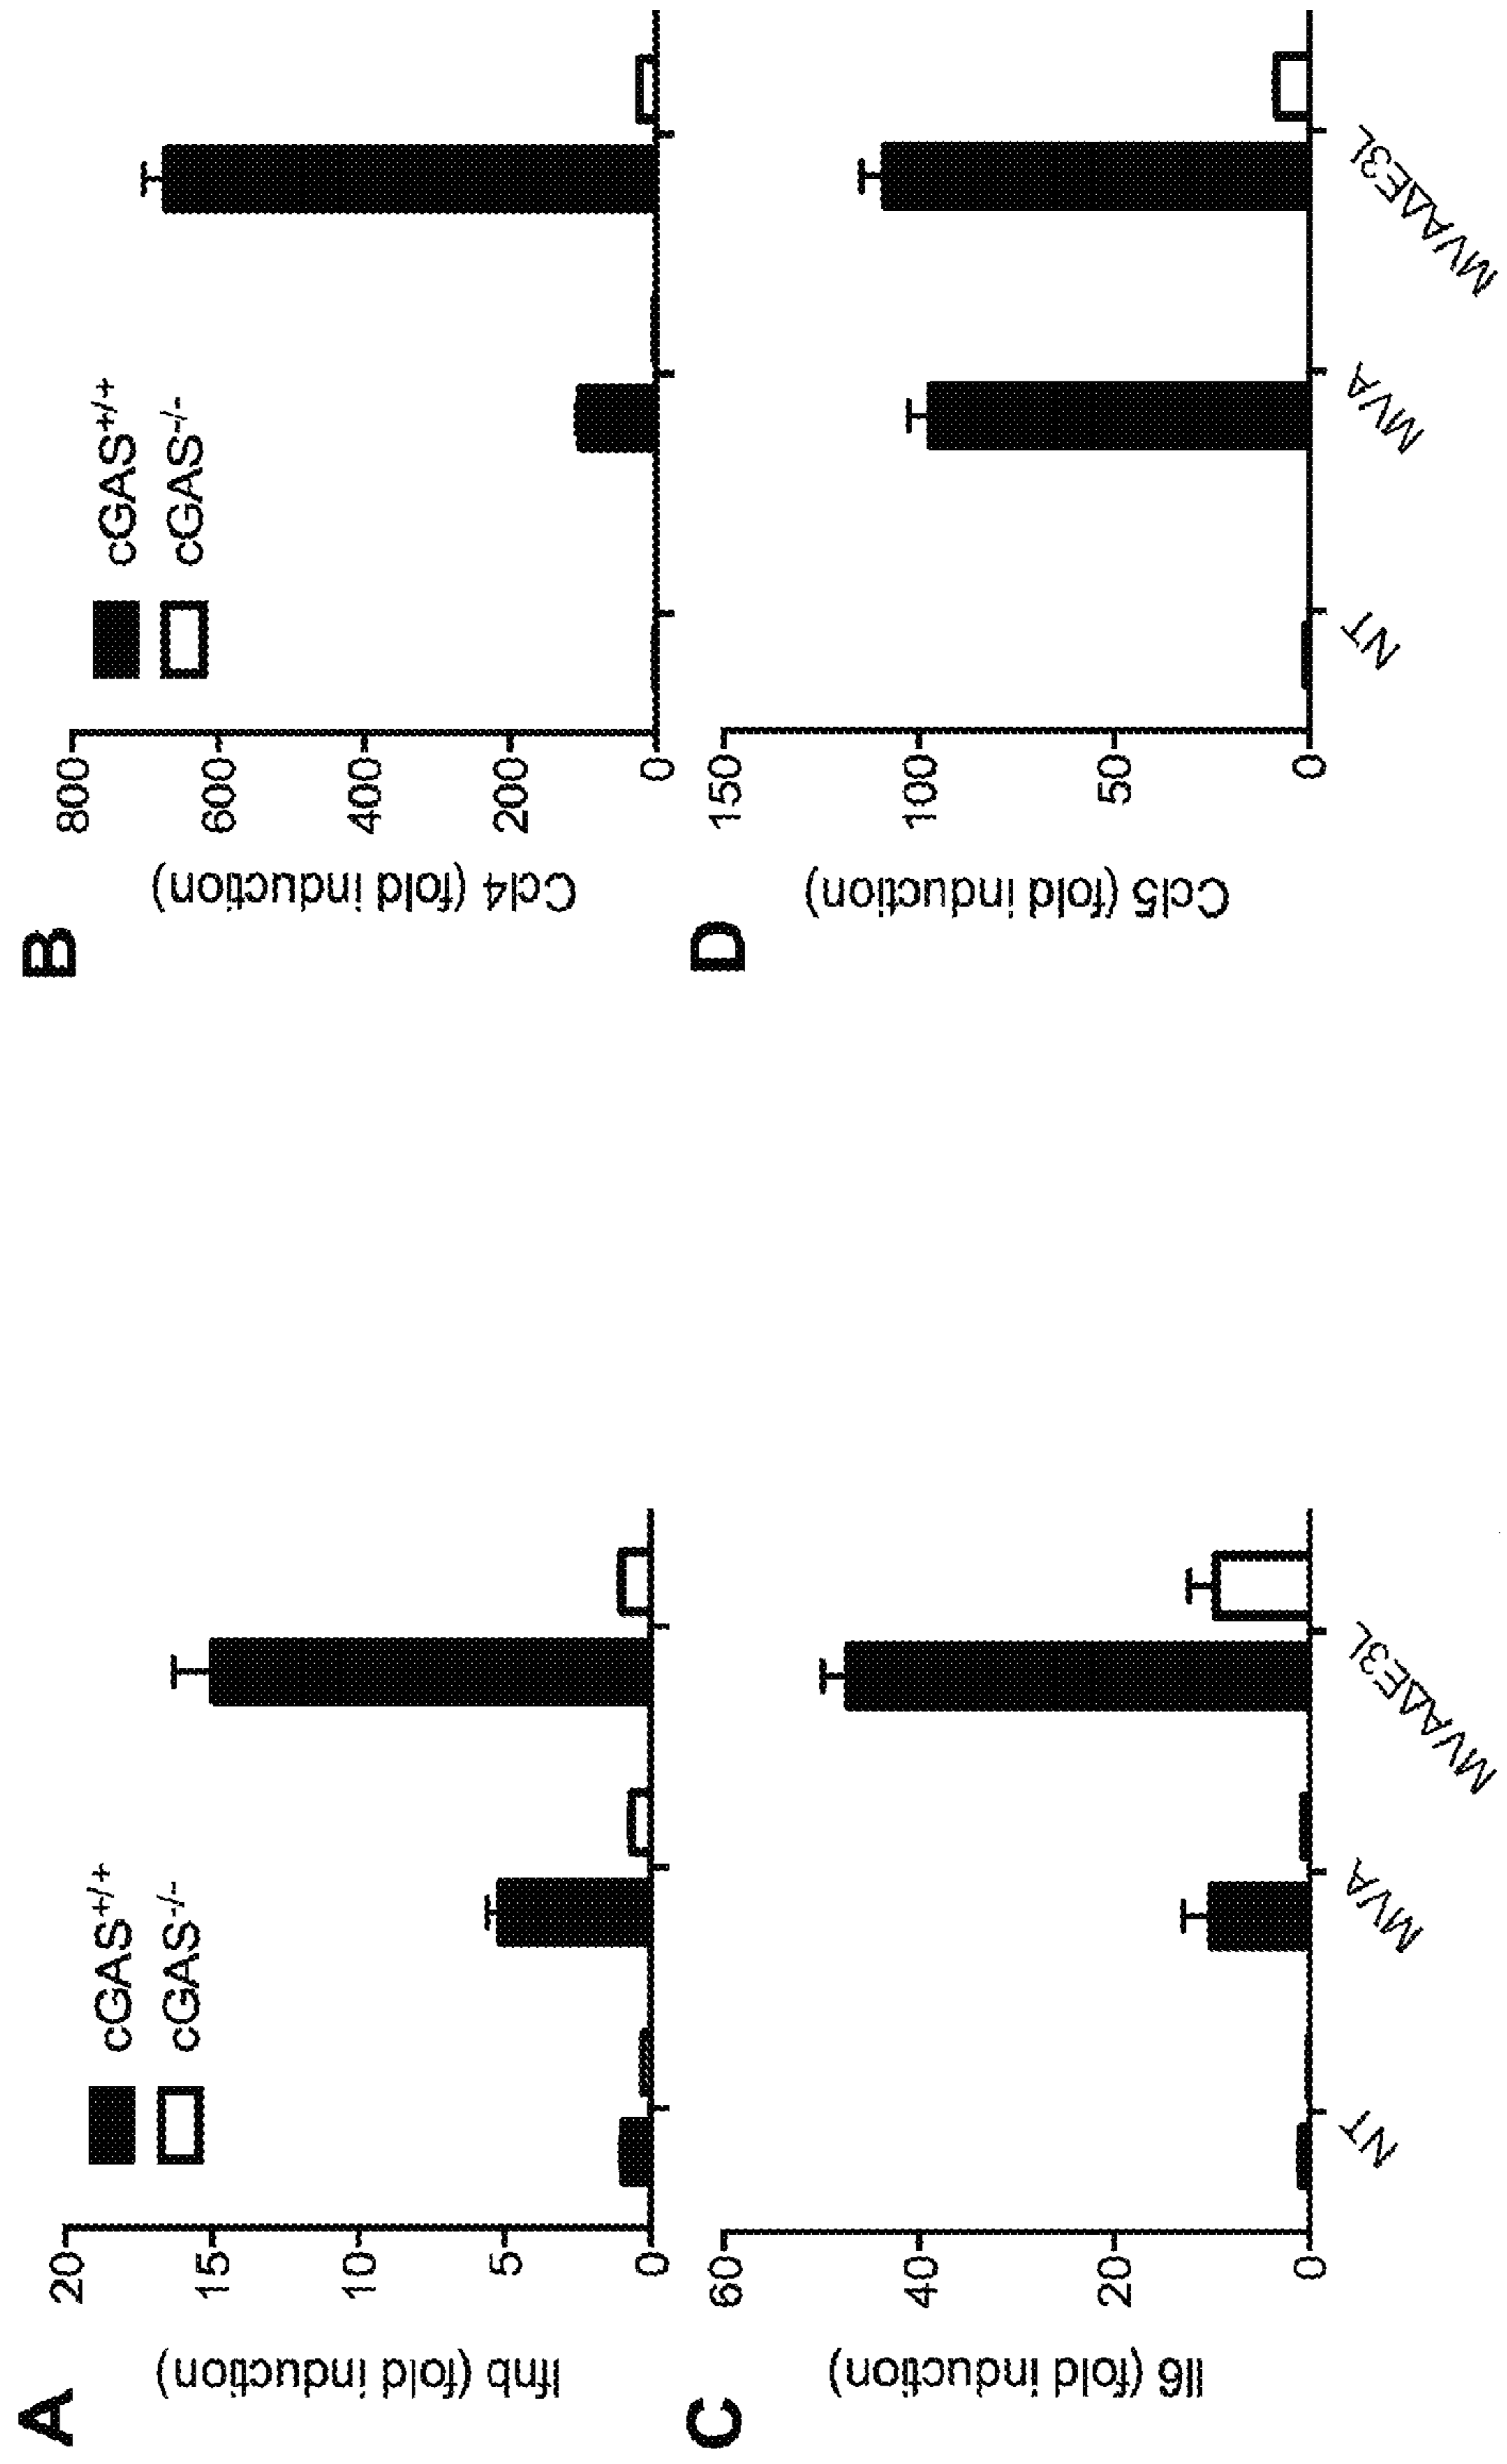 A
Ifnb (fold induction)
20
15
10
5
0
cGAS+/+
cGAS-/-
B
Ccl4 (fold induction)
800
600
400
200
0
cGAS+/+
cGAS-/-
C
Il6 (fold induction)
60
40
20
0
NT
MVA
MVAΔE3L
D
Ccl5 (fold induction)
150
100
50
0
NT
MVA
MVAΔE3L